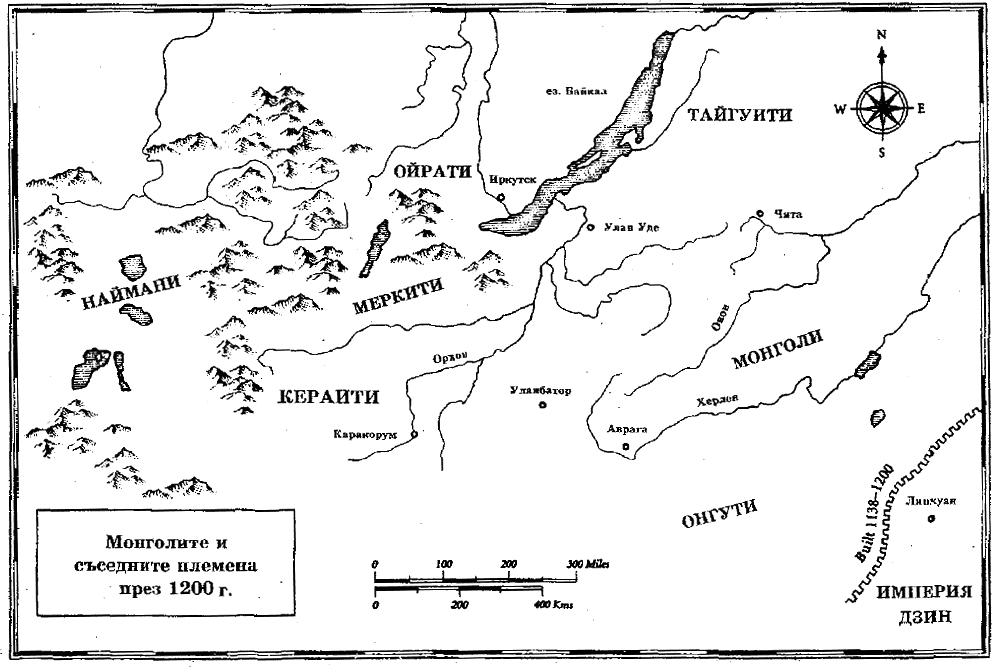 N
ез. Байкал
W
E
ТАЙГУИТИ
S
ОЙРАТИ
Иркутск
Чита
Улан Уде
НАЙМАНИ
МЕРКИТИ
Онон
МОНГОЛИ
Орхон
КЕРАЙТИ
Уланбатор
Херлен
Каракорум
Аврага
Built 1138–1200
ОНГУТИ
Линхуан
Монголите и
съседните племена
през 1200 г.
0 100 200 300 Miles
0 200 400 Kms
ИМПЕРИЯ
ДЗИН